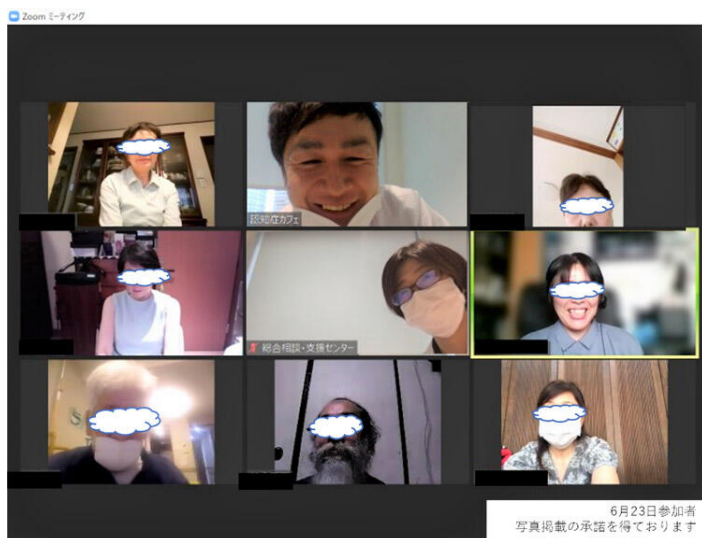 Zoom ミーティング
認知症カフェ
総合相談・支援センター
6月23日参加者
写真掲載の承諾を得ております